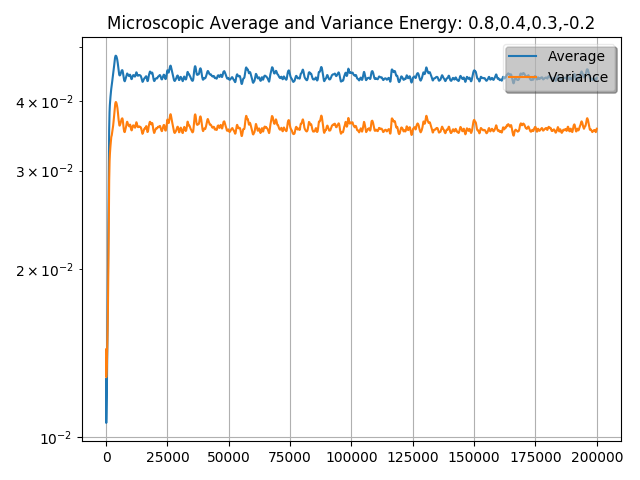 Microscopic Average and Variance Energy: 0.8,0.4,0.3,-0.2
Average
Variance
4 × 10⁻²
3 × 10⁻²
2 × 10⁻²
10⁻²
0 25000 50000 75000 100000 125000 150000 175000 200000